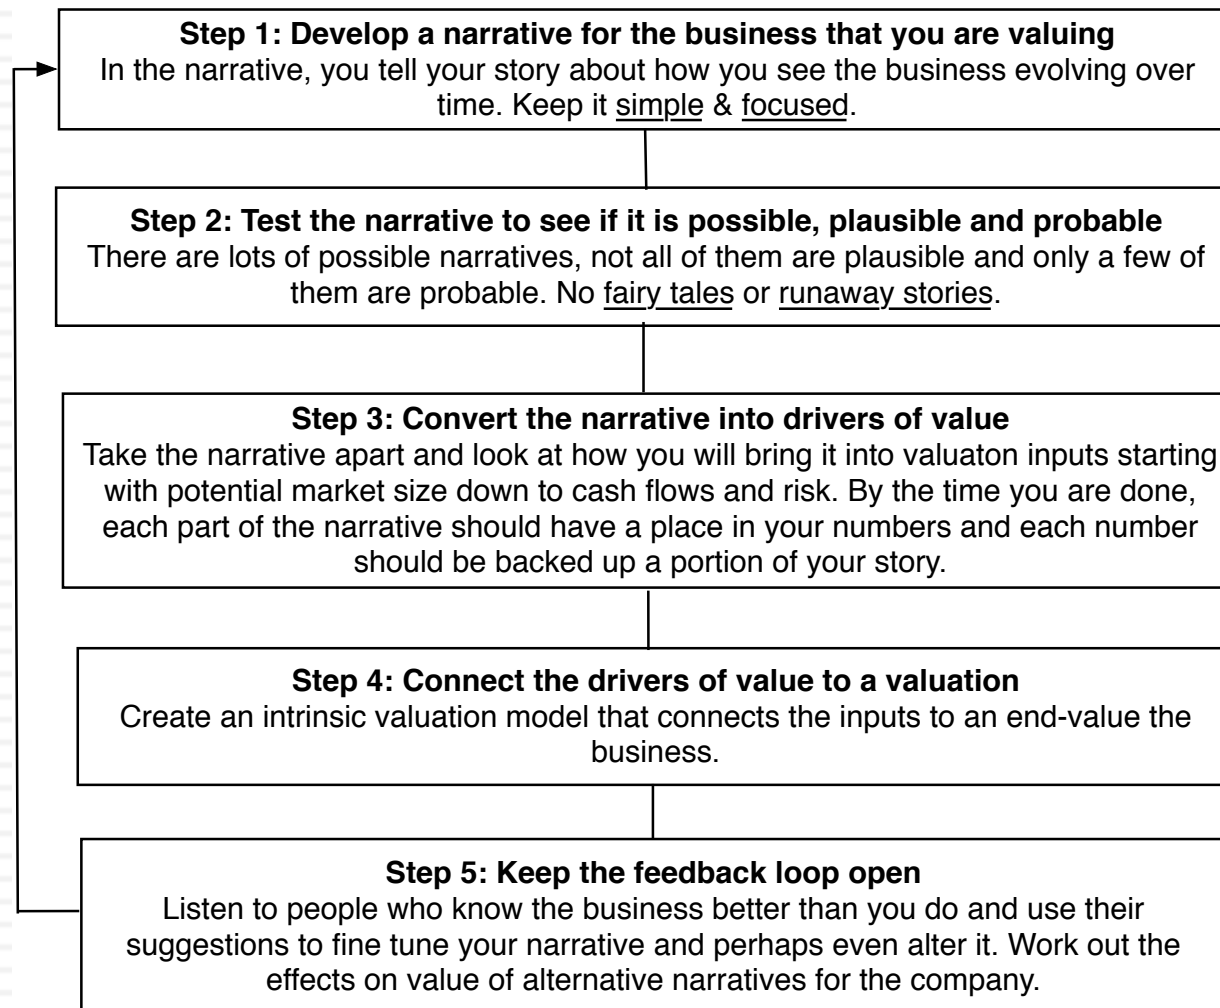 Step 1: Develop a narrative for the business that you are valuing
In the narrative, you tell your story about how you see the business evolving over
time. Keep it simple & focused.
Step 2: Test the narrative to see if it is possible, plausible and probable
There are lots of possible narratives, not all of them are plausible and only a few of
them are probable. No fairy tales or runaway stories.
Step 3: Convert the narrative into drivers of value
Take the narrative apart and look at how you will bring it into valuaton inputs starting
with potential market size down to cash flows and risk. By the time you are done,
each part of the narrative should have a place in your numbers and each number
should be backed up a portion of your story.
Step 4: Connect the drivers of value to a valuation
Create an intrinsic valuation model that connects the inputs to an end-value the
business.
Step 5: Keep the feedback loop open
Listen to people who know the business better than you do and use their
suggestions to fine tune your narrative and perhaps even alter it. Work out the
effects on value of alternative narratives for the company.